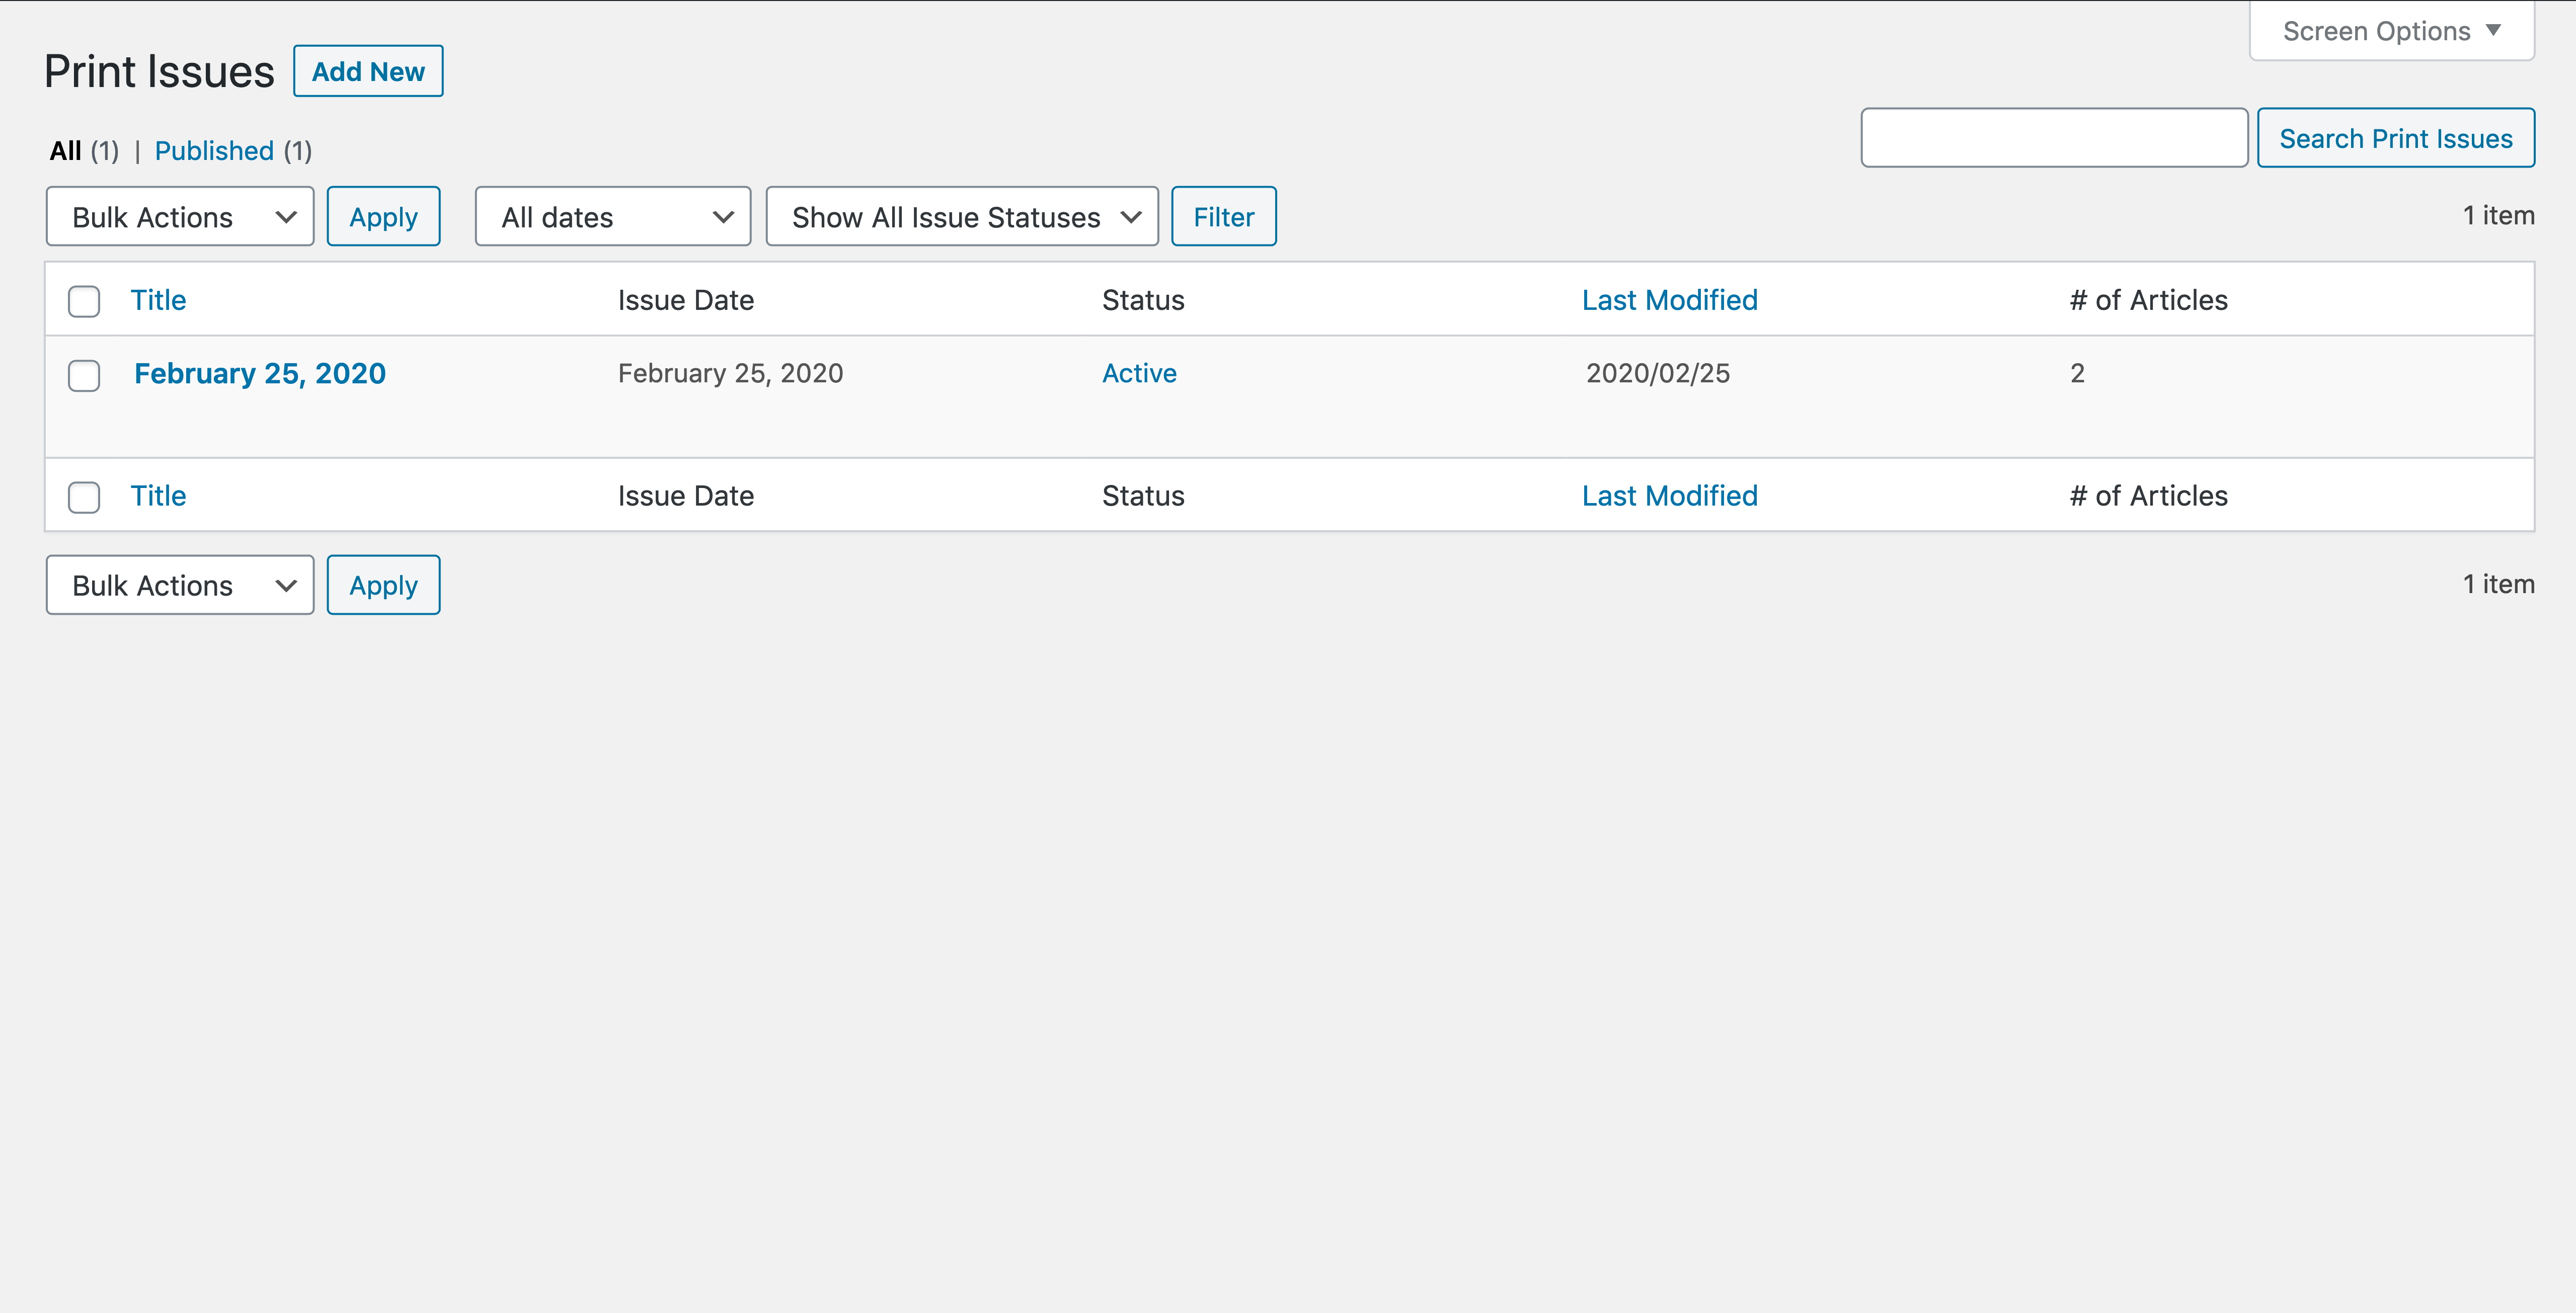 Screen Options
Print Issues Add New
All (1) | Published (1)
Search Print Issues
Bulk Actions Apply All dates Show All Issue Statuses Filter 1 item
Title Issue Date Status Last Modified # of Articles
February 25, 2020 February 25, 2020 Active 2020/02/25 2
Title Issue Date Status Last Modified # of Articles
Bulk Actions Apply 1 item